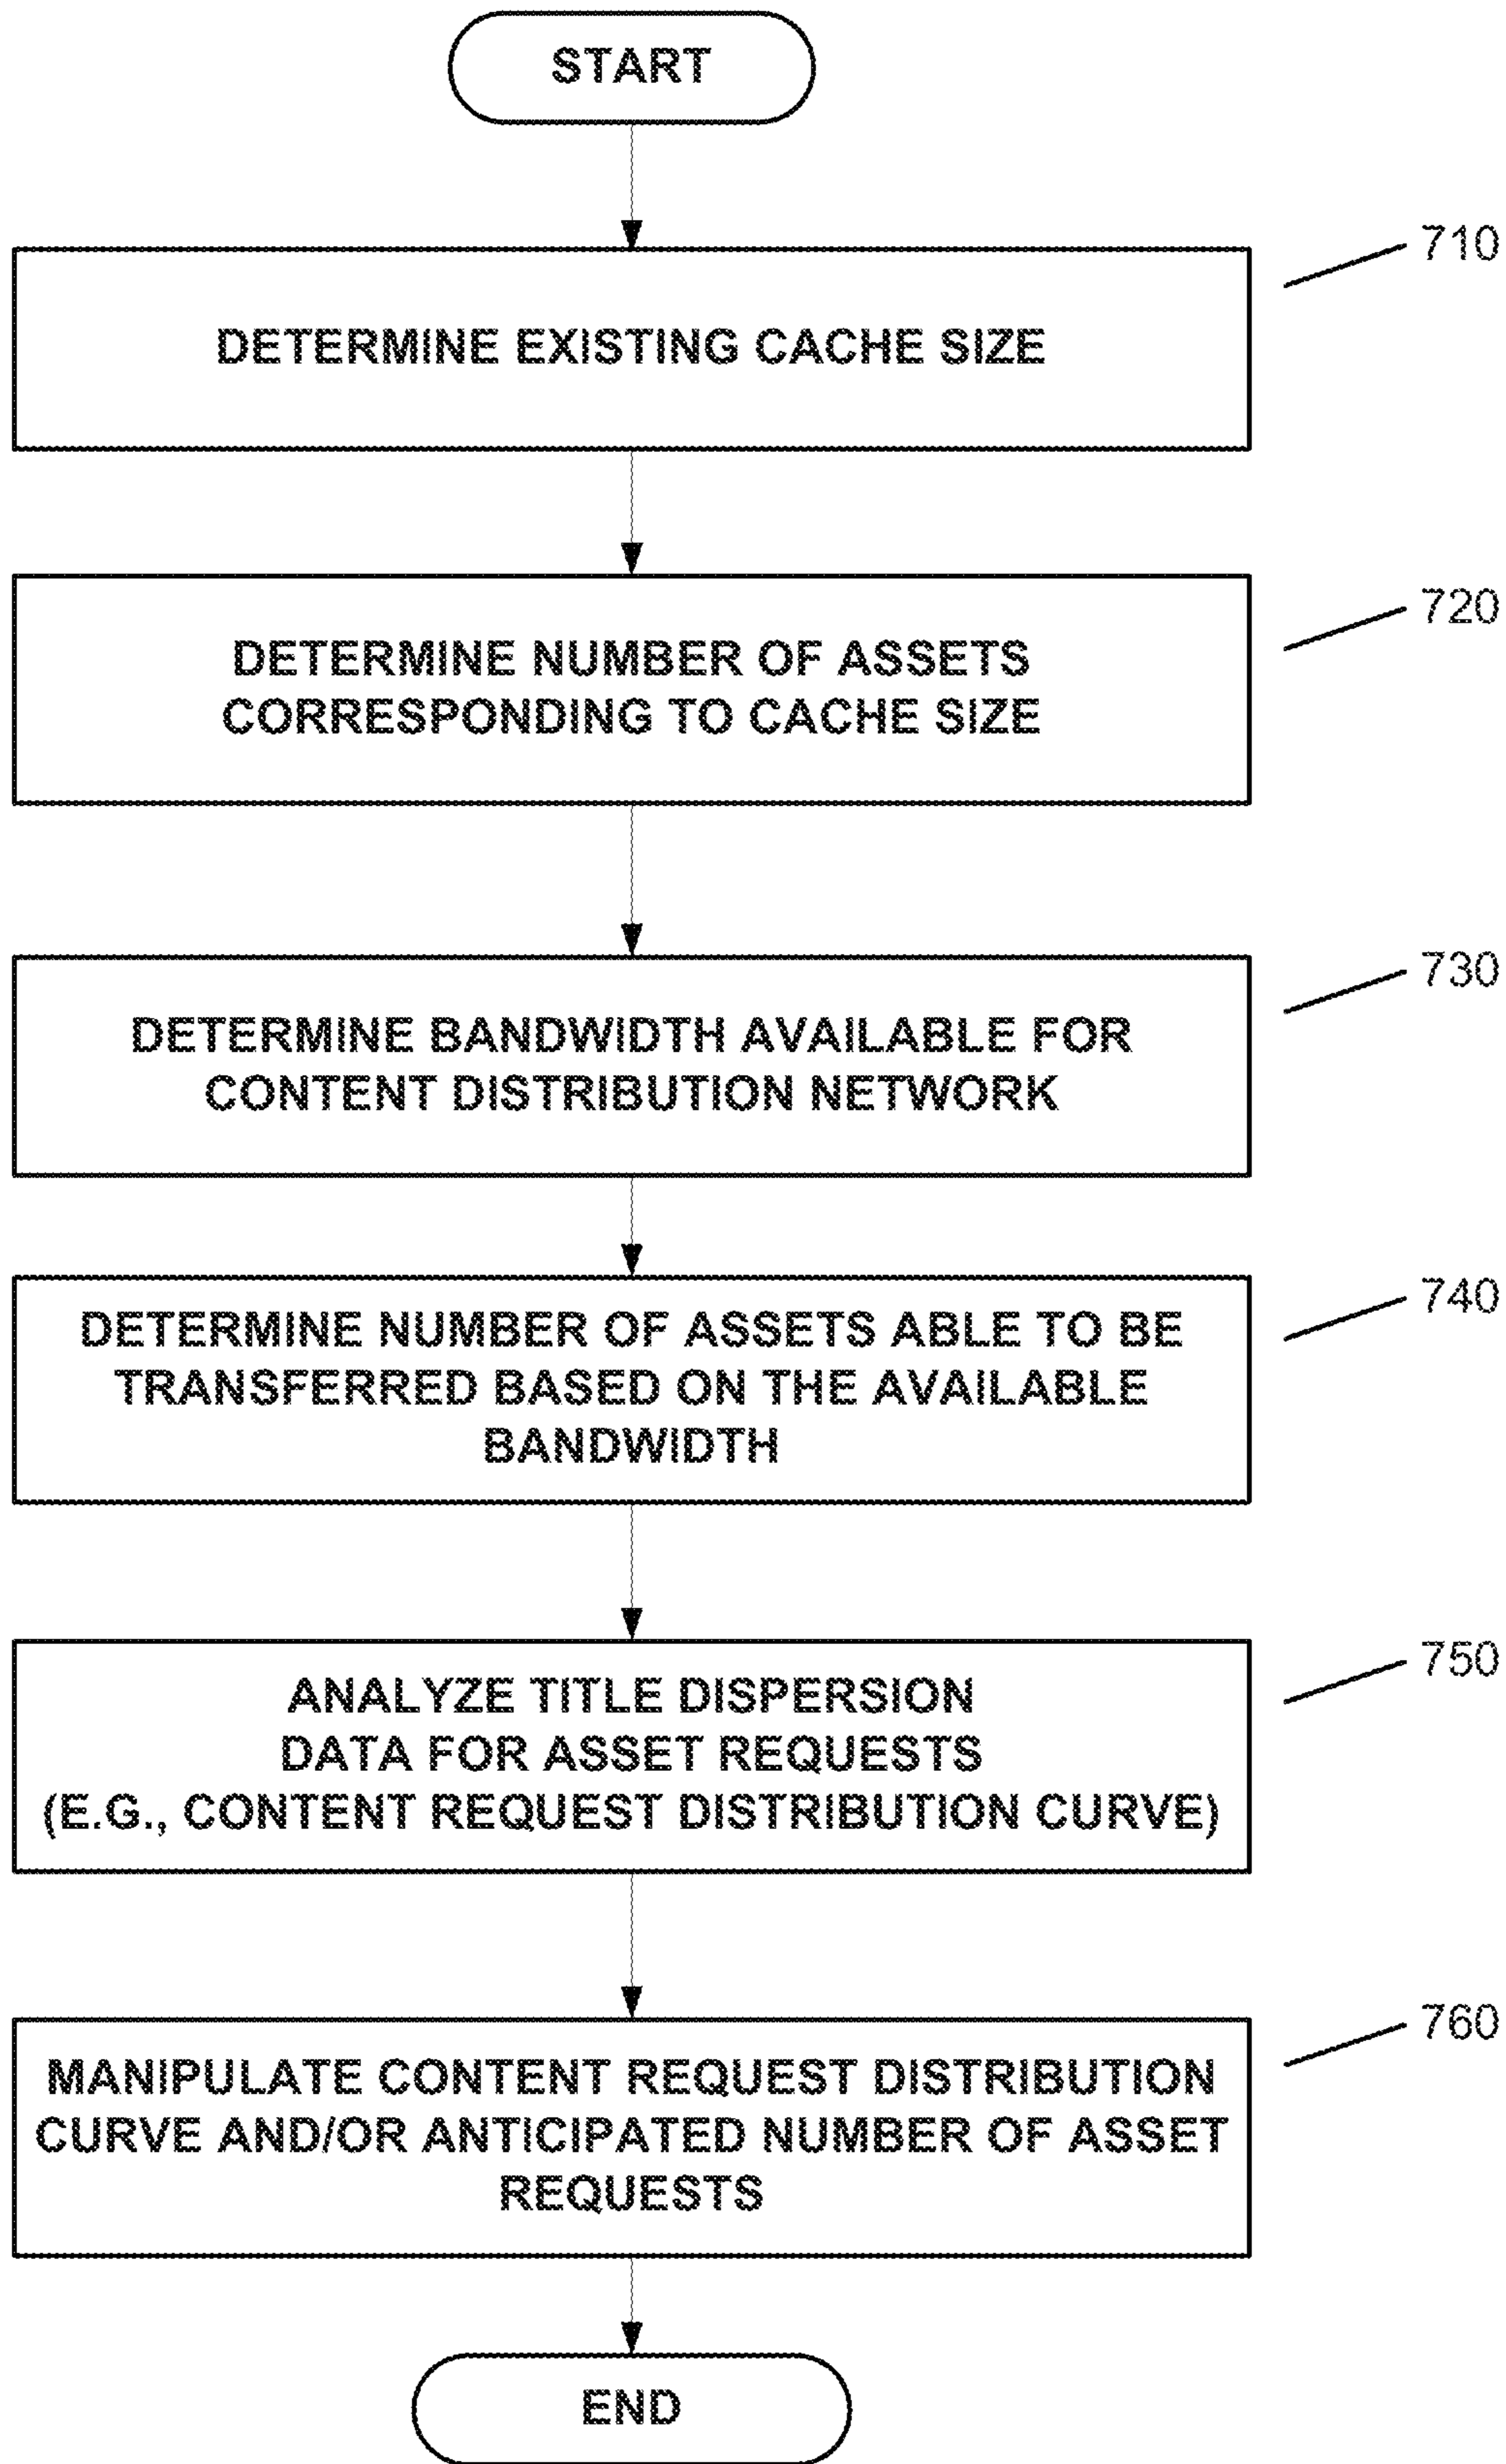 START
710
DETERMINE EXISTING CACHE SIZE
720
DETERMINE NUMBER OF ASSETS
CORRESPONDING TO CACHE SIZE
730
DETERMINE BANDWIDTH AVAILABLE FOR
CONTENT DISTRIBUTION NETWORK
740
DETERMINE NUMBER OF ASSETS ABLE TO BE
TRANSFERRED BASED ON THE AVAILABLE
BANDWIDTH
750
ANALYZE TITLE DISPERSION
DATA FOR ASSET REQUESTS
(E.G., CONTENT REQUEST DISTRIBUTION CURVE)
760
MANIPULATE CONTENT REQUEST DISTRIBUTION
CURVE AND/OR ANTICIPATED NUMBER OF ASSET
REQUESTS
END